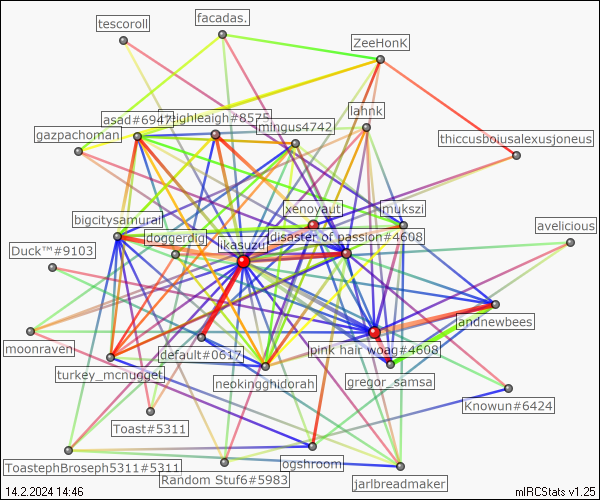 facadas.
tescoroll
ZeeHonK
lahnk
asad#6947
eighleigh#8575
mingus4742
gazpachoman
thiccusbolusalexusjoneus
xenoyaut
mukszi
bigcitysamurai
avelicious
doggerdig
ikasuzu
disaster of passion#4608
Duck™#9103
andnewbees
moonraven
default#0617
pink hair woag#4608
turkey_mcnugget
neokingghidorah
gregor_samsa
Knowun#6424
Toast#5311
ToastephBroseph5311#5311
ogshroom
Random Stuf6#5983
jarlbreadmaker
14.2.2024 14:46
mIRCStats v1.25